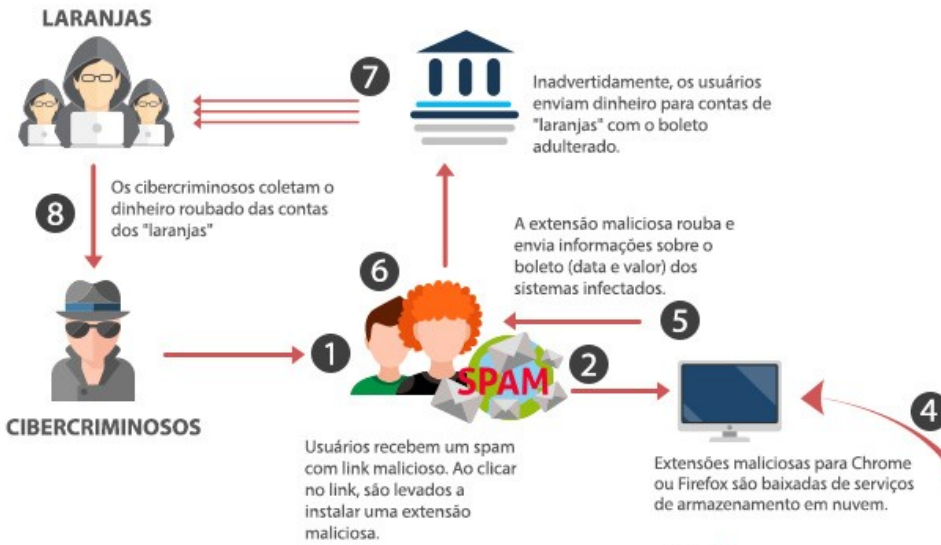 LARANJAS
7
Inadvertidamente, os usuários
enviam dinheiro para contas de
"laranjas" com o boleto
adulterado.
8
Os cibercriminosos coletam o
dinheiro roubado das contas
dos "laranjas"
A extensão maliciosa rouba e
envia informações sobre o
boleto (data e valor) dos
sistemas infectados.
6
5
1
2
SPAM
4
CIBERCRIMINOSOS
Usuários recebem um spam
com link malicioso. Ao clicar
no link, são levados a
instalar uma extensão
maliciosa.
Extensões maliciosas para Chrome
ou Firefox são baixadas de serviços
de armazenamento em nuvem.